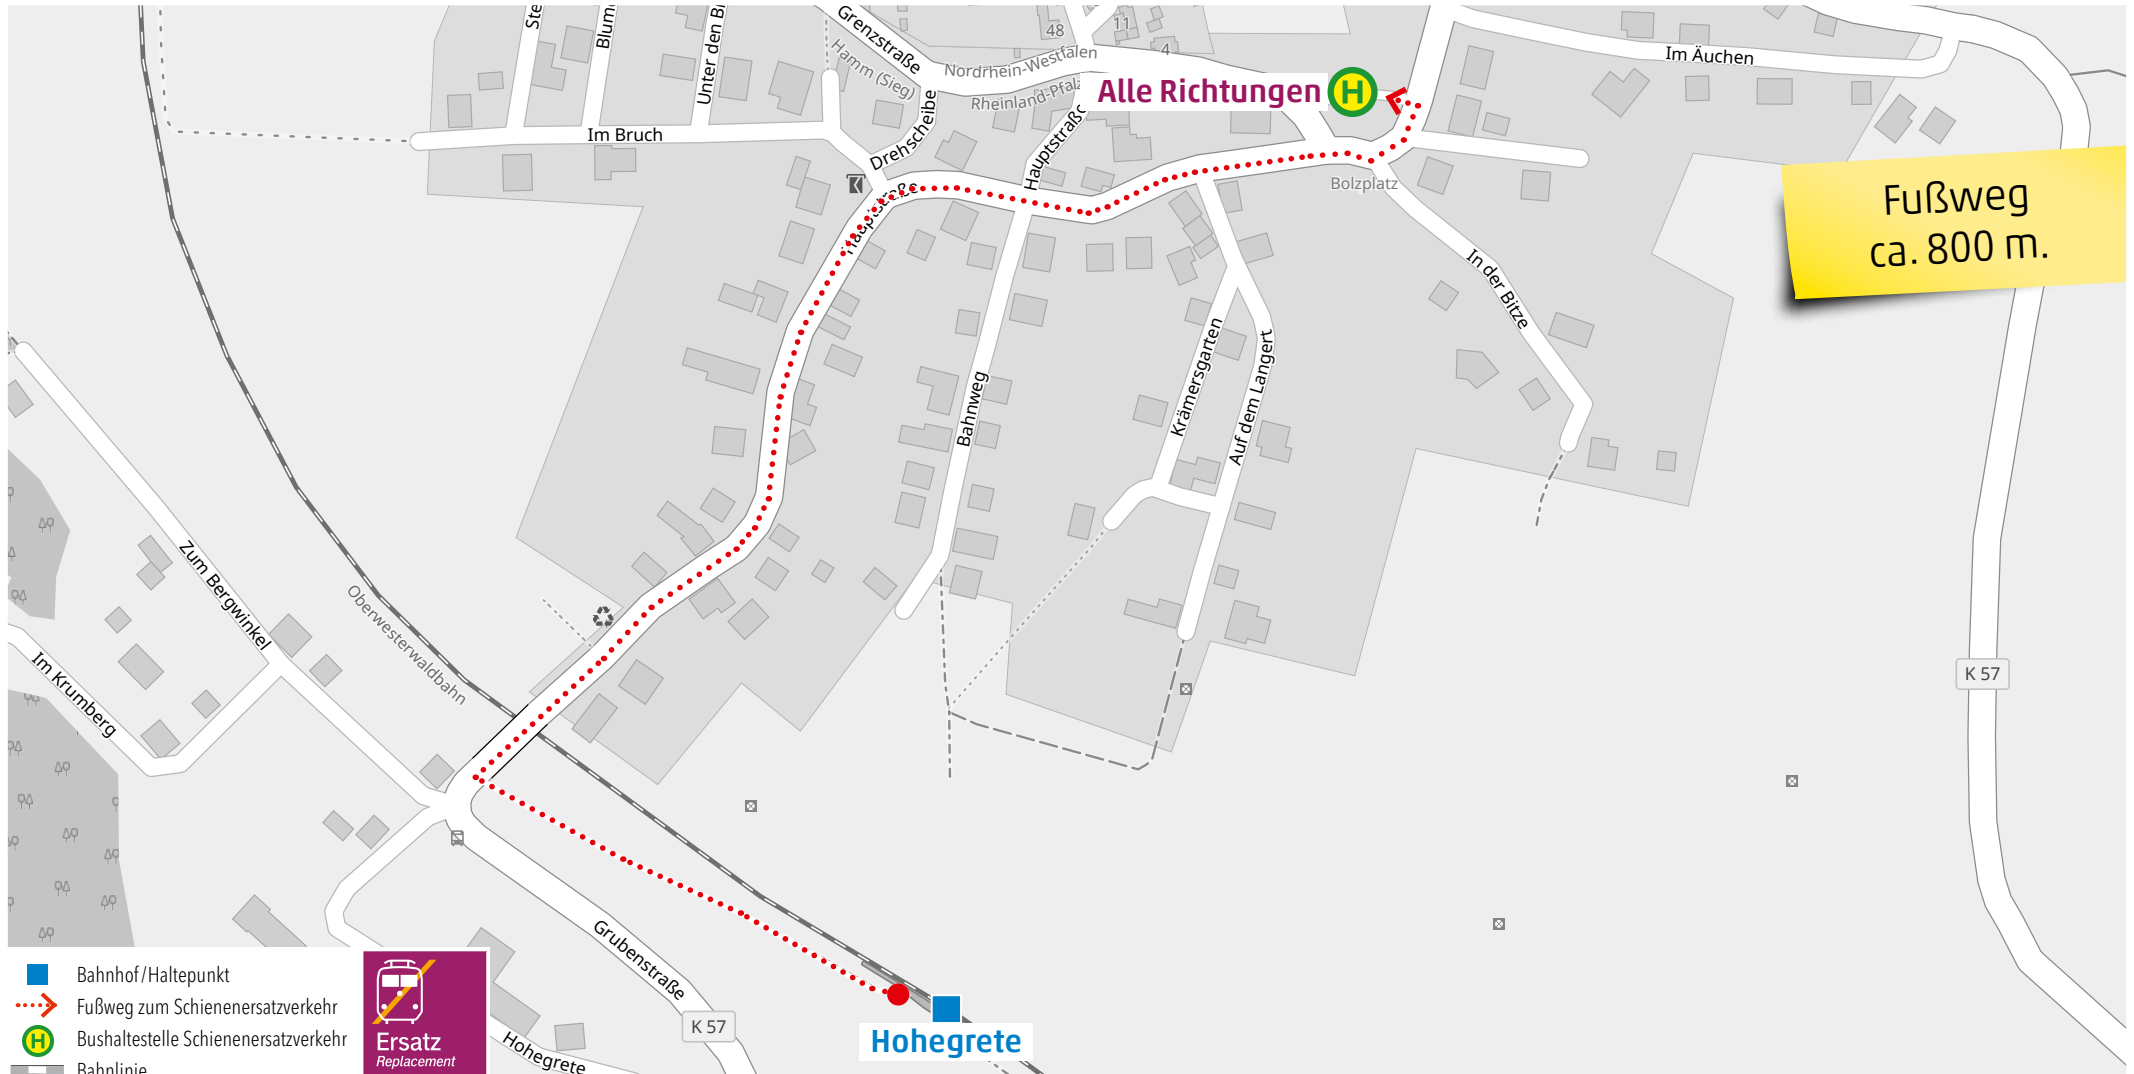 Grenzstraße
Hamm (Sieg)
Nordrhein-Westfalen
48
11
4
Im Äuchen
Unter den
Alle Richtungen
H
Im Bruch
Drehscheibe
Hauptstraße
Hauptstraße
Bolzplatz
Fußweg
ca. 800 m.
In der Bitze
Krämersgarten
Auf dem Langert
Bahnweg
Zum Bergwinkel
Oberwesterwaldbahn
Im Krumberg
K 57
Grubenstraße
K 57
Hohegrete
Hohegrete
Bahnhof/Haltepunkt
Fußweg zum Schienenersatzverkehr
H
Bushaltestelle Schienenersatzverkehr
Bahnlinie
Ersatz
Replacement